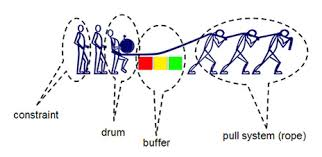 constraint
drum
buffer
pull system (rope)